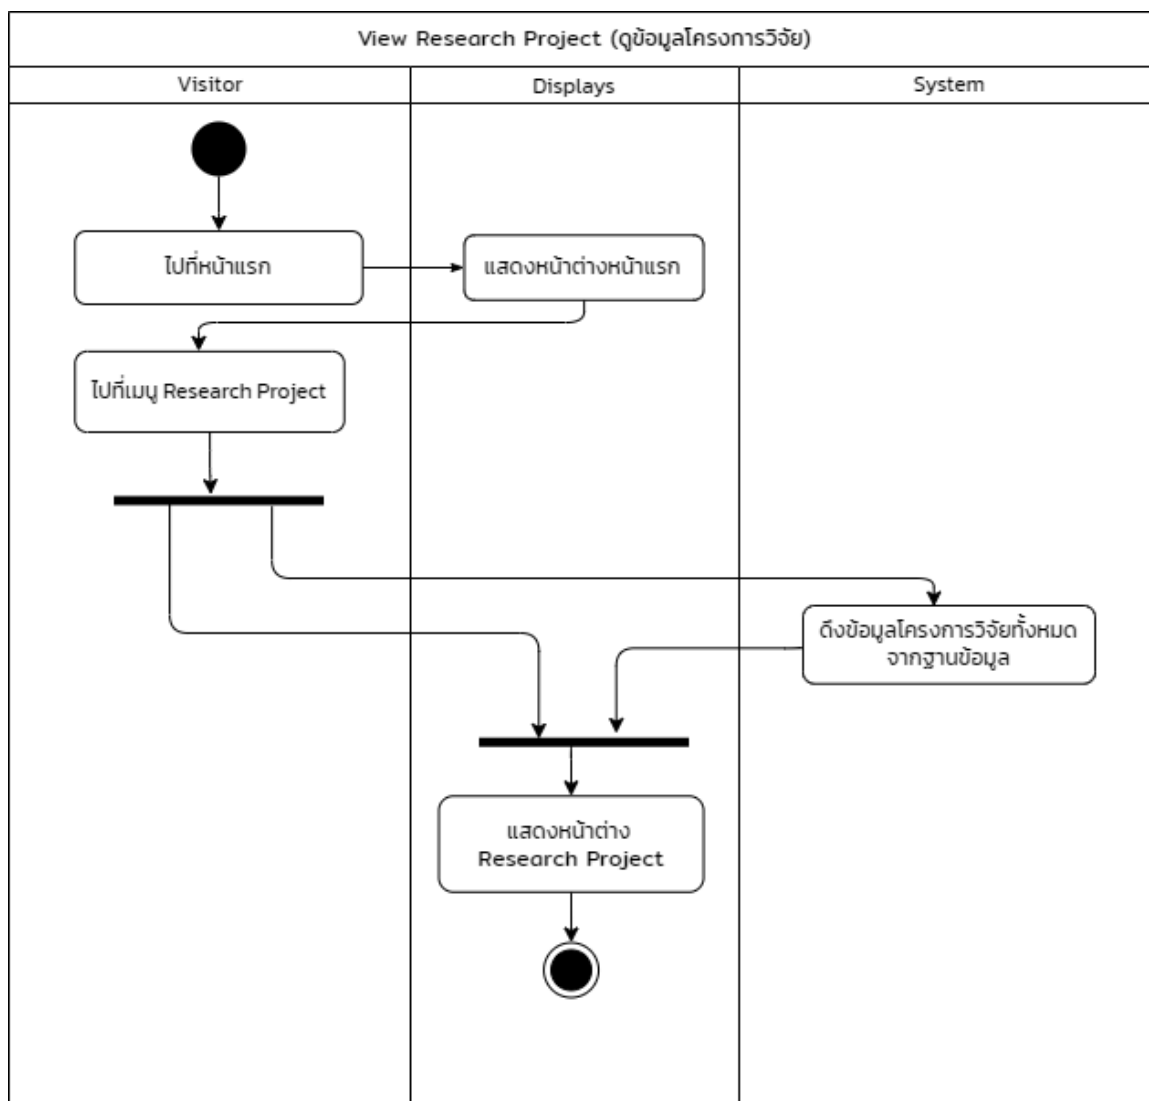 View Research Project (ดูข้อมูลโครงการวิจัย)
Visitor
Displays
System
ไปที่หน้าแรก
แสดงหน้าต่างหน้าแรก
ไปที่เมนู Research Project
ดึงข้อมูลโครงการวิจัยทั้งหมด
จากฐานข้อมูล
แสดงหน้าต่าง
Research Project